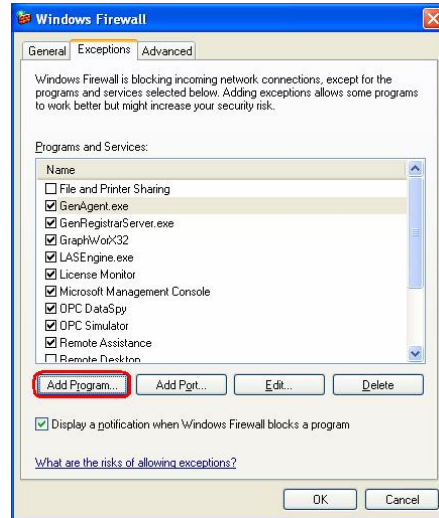 Windows Firewall
General Exceptions Advanced
Windows Firewall is blocking incoming network connections, except for the
programs and services selected below. Adding exceptions allows some programs
to work better but might increase your security risk.
Programs and Services:
Name
File and Printer Sharing
GenAgent.exe
GenRegistrarServer.exe
GraphWorX32
LASEngine.exe
License Monitor
Microsoft Management Console
OPC DataSpy
OPC Simulator
Remote Assistance
Remote Desktop
Add Program... Add Port... Edit... Delete
Display a notification when Windows Firewall blocks a program
What are the risks of allowing exceptions?
OK Cancel